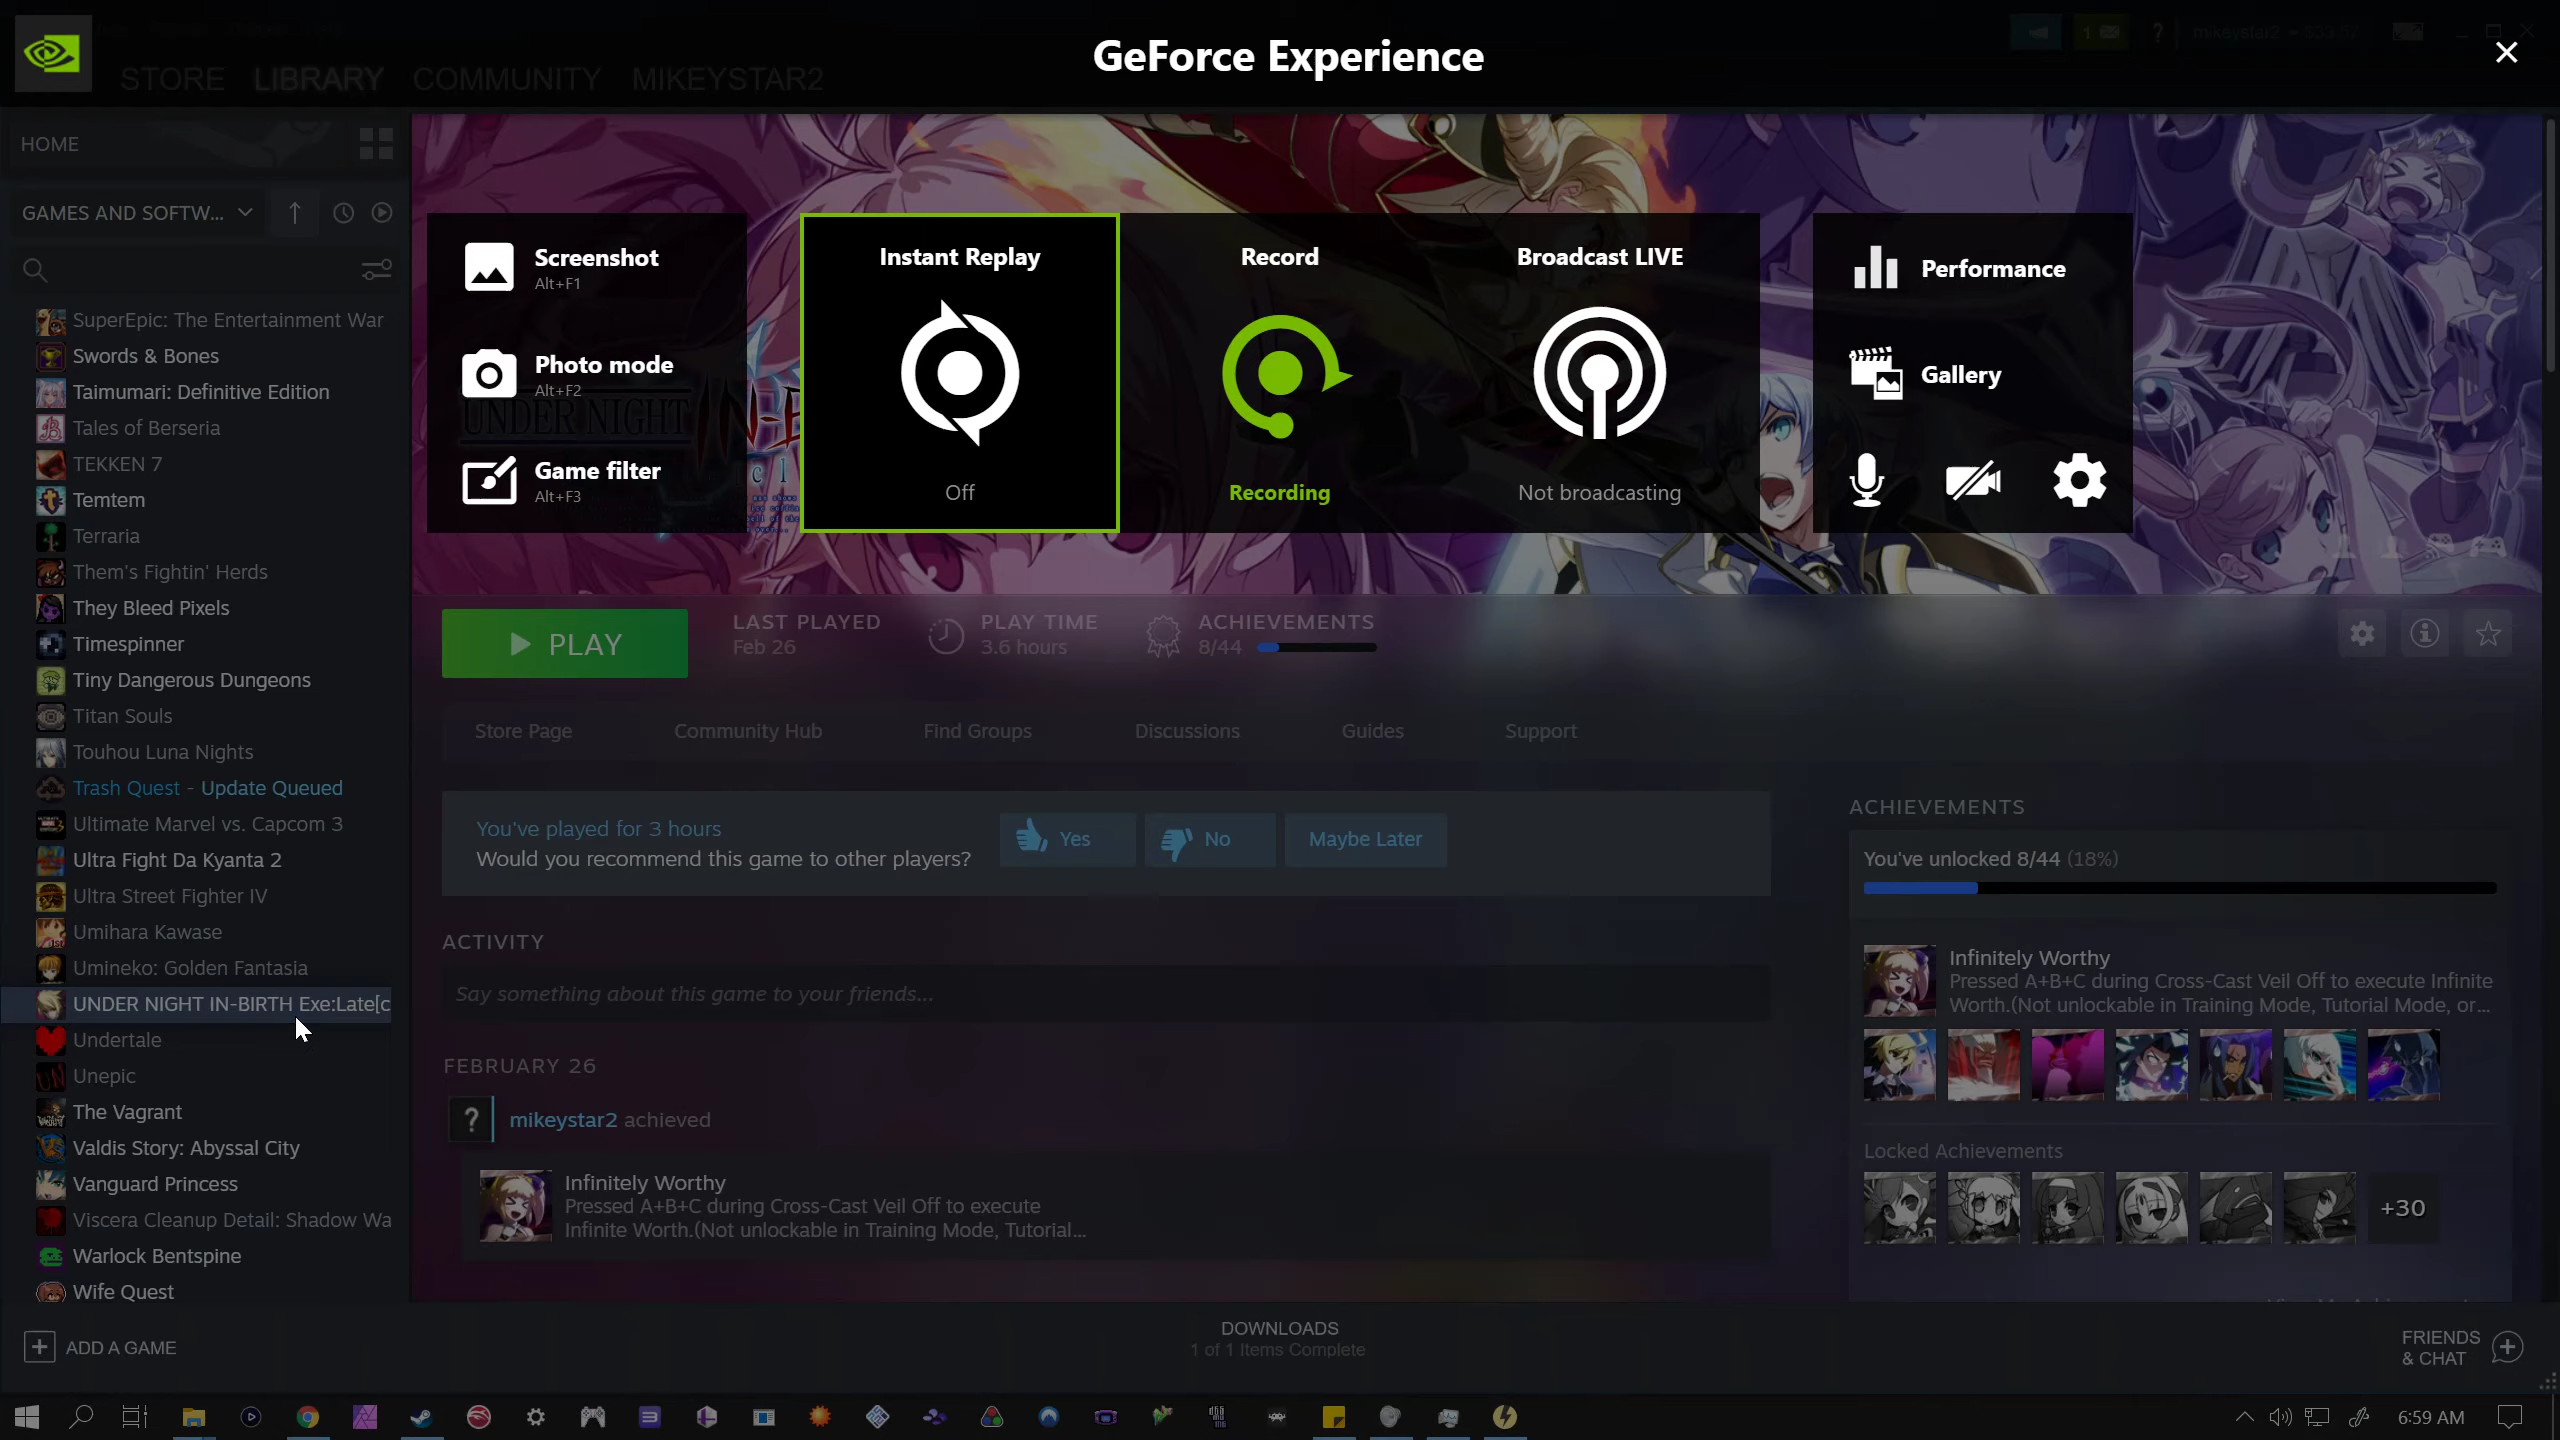 GeForce Experience
STORE LIBRARY COMMUNITY MIKEYSTAR2
1
?
mikeystar2
HOME
GAMES AND SOFTW...
SuperEpic: The Entertainment War
Swords & Bones
Taimumari: Definitive Edition
Tales of Berseria
TEKKEN 7
Temtem
Terraria
Them's Fightin' Herds
They Bleed Pixels
Timespinner
Tiny Dangerous Dungeons
Titan Souls
Touhou Luna Nights
Trash Quest - Update Queued
Ultimate Marvel vs. Capcom 3
Ultra Fight Da Kyanta 2
Ultra Street Fighter IV
Umihara Kawase
Umineko: Golden Fantasia
UNDER NIGHT IN-BIRTH Exe:Late[c
Undertale
Unepic
The Vagrant
Valdis Story: Abyssal City
Vanguard Princess
Viscera Cleanup Detail: Shadow Wa
Warlock Bentspine
Wife Quest
ADD A GAME
Screenshot
Alt+F1
Photo mode
Alt+F2
UNDER NIGHT IN-B
Game filter
Alt+F3
Instant Replay
Off
Record
Recording
Broadcast LIVE
Not broadcasting
Performance
Gallery
PLAY
LAST PLAYED
Feb 26
PLAY TIME
3.6 hours
ACHIEVEMENTS
8/44
Store Page Community Hub Find Groups Discussions Guides Support
You've played for 3 hours
Would you recommend this game to other players?
Yes No Maybe Later
ACTIVITY
Say something about this game to your friends...
FEBRUARY 26
? mikeystar2 achieved
Infinitely Worthy
Pressed A+B+C during Cross-Cast Veil Off to execute
Infinite Worth.(Not unlockable in Training Mode, Tutorial...
ACHIEVEMENTS
You've unlocked 8/44 (18%)
Infinitely Worthy
Pressed A+B+C during Cross-Cast Veil Off to execute Infinite
Worth.(Not unlockable in Training Mode, Tutorial Mode, or...
Locked Achievements
+30
DOWNLOADS
1 of 1 Items Complete
FRIENDS
& CHAT
6:59 AM